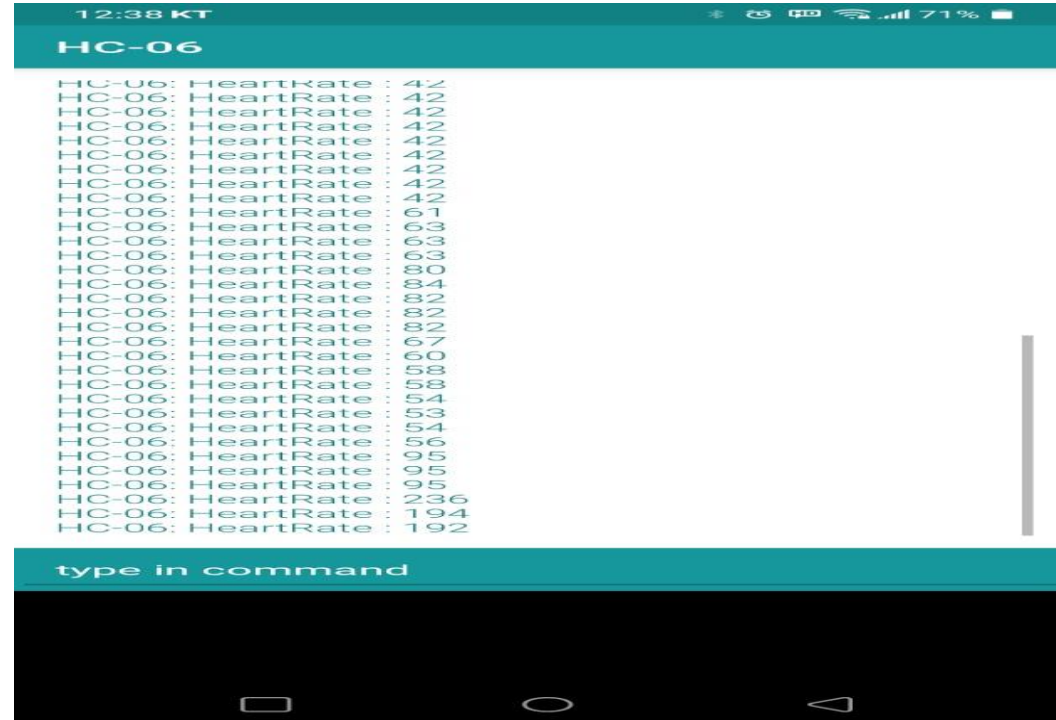 12:38 KT
HD 71%
HC-06
HC-06: HeartRate : 42
HC-06: HeartRate : 42
HC-06: HeartRate : 42
HC-06: HeartRate : 42
HC-06: HeartRate : 42
HC-06: HeartRate : 42
HC-06: HeartRate : 42
HC-06: HeartRate : 42
HC-06: HeartRate : 42
HC-06: HeartRate : 61
HC-06: HeartRate : 63
HC-06: HeartRate : 63
HC-06: HeartRate : 63
HC-06: HeartRate : 80
HC-06: HeartRate : 84
HC-06: HeartRate : 82
HC-06: HeartRate : 82
HC-06: HeartRate : 82
HC-06: HeartRate : 67
HC-06: HeartRate : 60
HC-06: HeartRate : 58
HC-06: HeartRate : 58
HC-06: HeartRate : 54
HC-06: HeartRate : 53
HC-06: HeartRate : 54
HC-06: HeartRate : 56
HC-06: HeartRate : 95
HC-06: HeartRate : 95
HC-06: HeartRate : 95
HC-06: HeartRate : 236
HC-06: HeartRate : 194
HC-06: HeartRate : 192
type in command